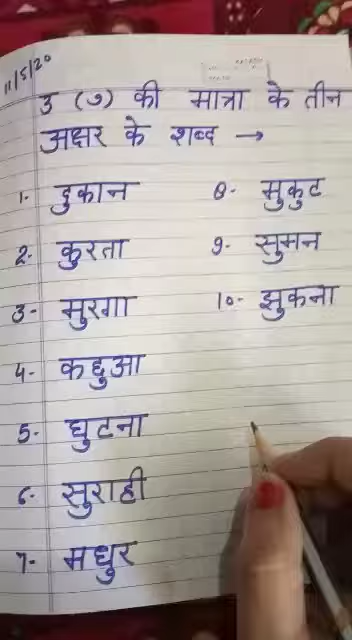 11/5/20
उ (ु) की मात्रा के तीन
अक्षर के शब्द →
1. दुकान
2. कुरता
3. मुरगा
4. कछुआ
5. घुटना
6. सुराही
7. मधुर
8. मुकुट
9. सुमन
10. झुकना